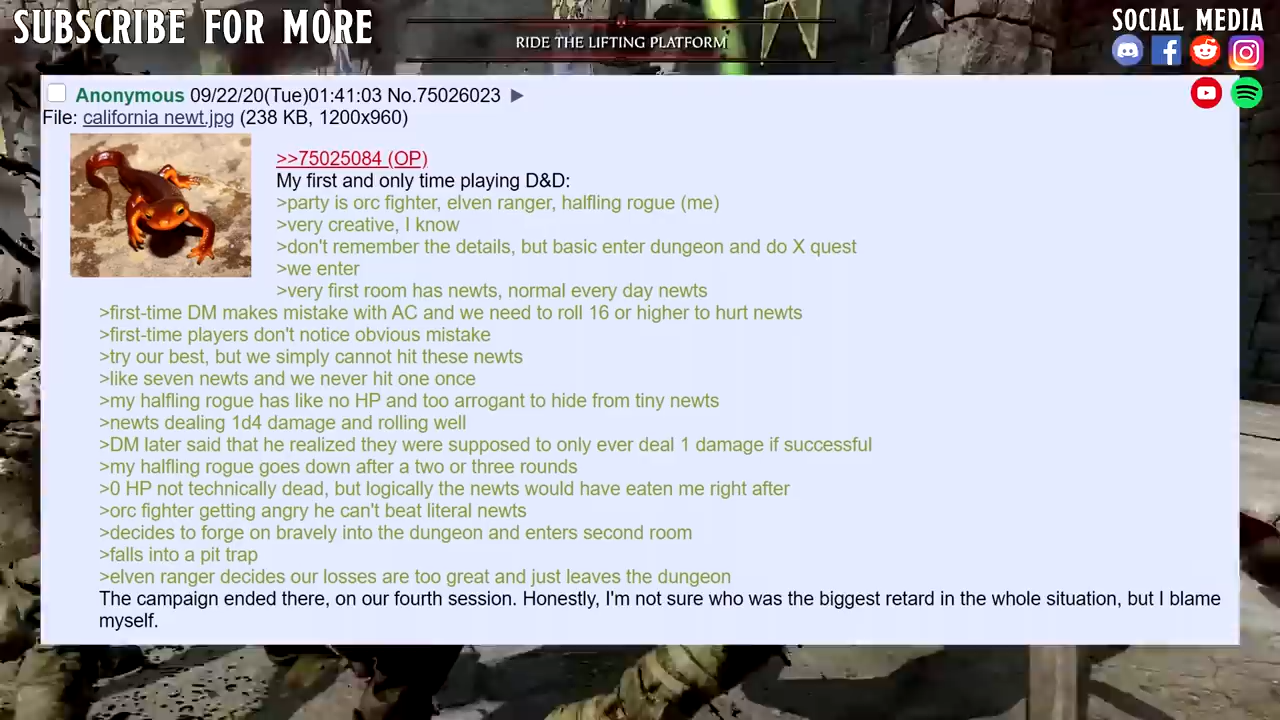 SUBSCRIBE FOR MORE
RIDE THE LIFTING PLATFORM
SOCIAL MEDIA
Anonymous 09/22/20(Tue)01:41:03 No.75026023 ▶
File: california newt.jpg (238 KB, 1200x960)
>>75025084 (OP)
My first and only time playing D&D:
>party is orc fighter, elven ranger, halfling rogue (me)
>very creative, I know
>don't remember the details, but basic enter dungeon and do X quest
>we enter
>very first room has newts, normal every day newts
>first-time DM makes mistake with AC and we need to roll 16 or higher to hurt newts
>first-time players don't notice obvious mistake
>try our best, but we simply cannot hit these newts
>like seven newts and we never hit one once
>my halfling rogue has like no HP and too arrogant to hide from tiny newts
>newts dealing 1d4 damage and rolling well
>DM later said that he realized they were supposed to only ever deal 1 damage if successful
>my halfling rogue goes down after a two or three rounds
>0 HP not technically dead, but logically the newts would have eaten me right after
>orc fighter getting angry he can't beat literal newts
>decides to forge on bravely into the dungeon and enters second room
>falls into a pit trap
>elven ranger decides our losses are too great and just leaves the dungeon
The campaign ended there, on our fourth session. Honestly, I'm not sure who was the biggest retard in the whole situation, but I blame
myself.